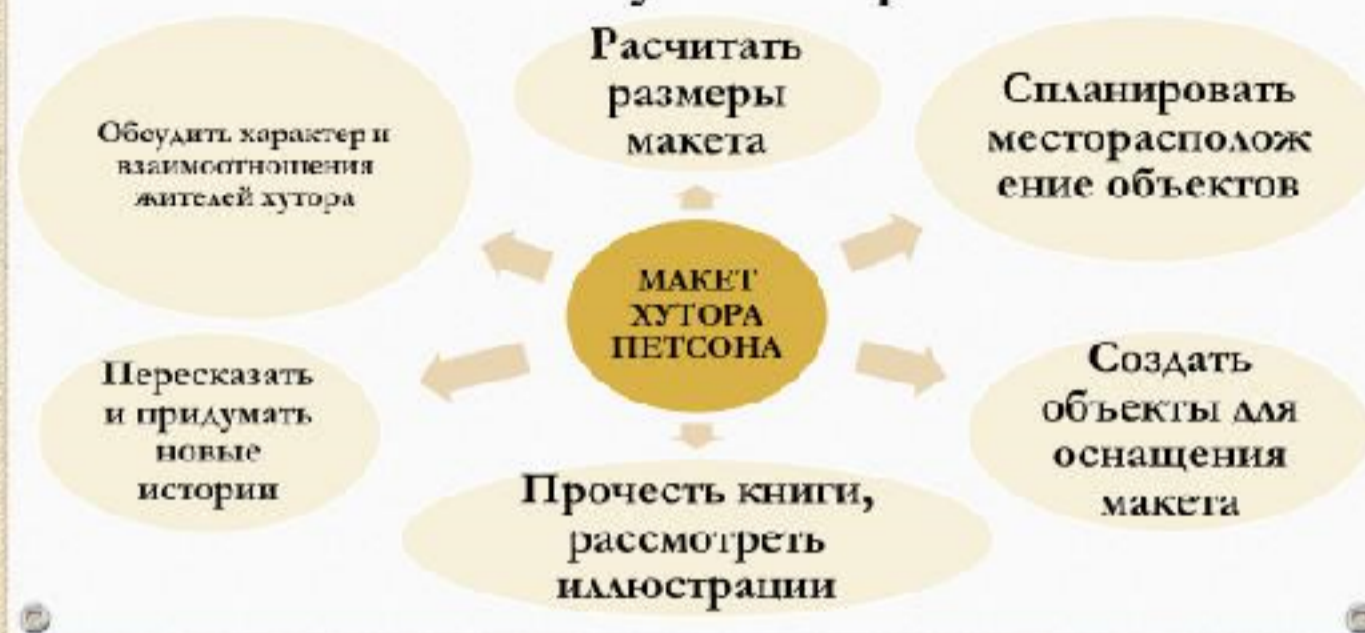 Расчитать
размеры
макета
Спланировать
месторасполож
ение объектов
Обсудить характер и
взаимоотношения
жителей хутора
МАКЕТ
ХУТОРА
ПЕТСОНА
Создать
объекты для
оснащения
макета
Пересказать
и придумать
новые
истории
Прочесть книги,
рассмотреть
иллюстрации